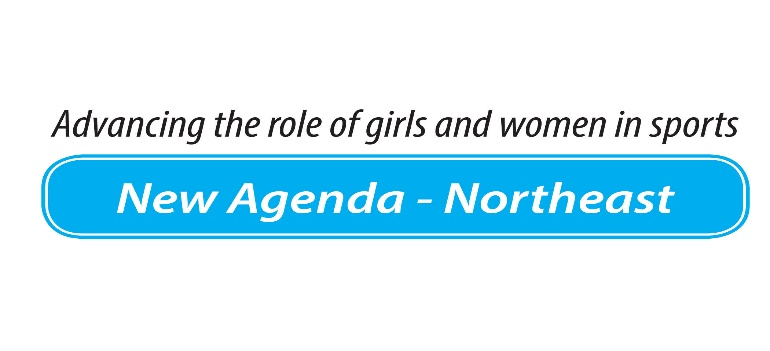 Advancing the role of girls and women in sports
New Agenda - Northeast